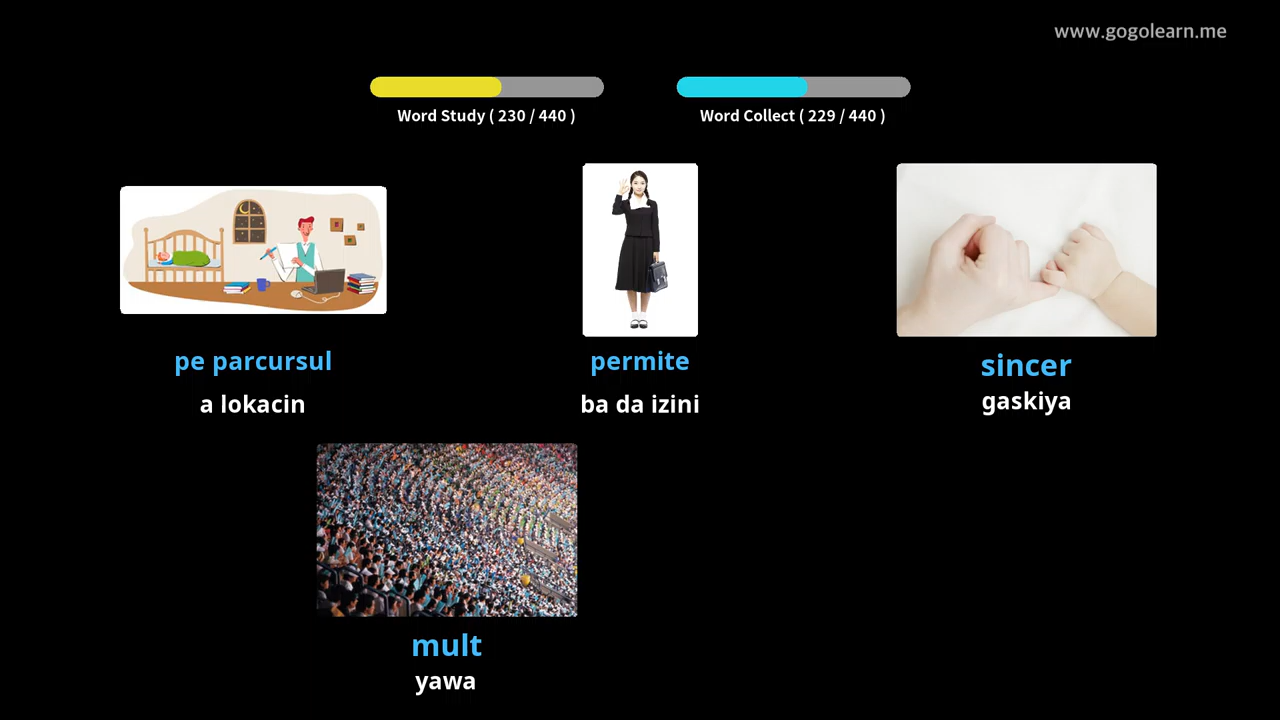 www.gogolearn.me
Word Study ( 230 / 440 )
Word Collect ( 229 / 440 )
pe parcursul
a lokacin
permite
ba da izini
sincer
gaskiya
mult
yawa